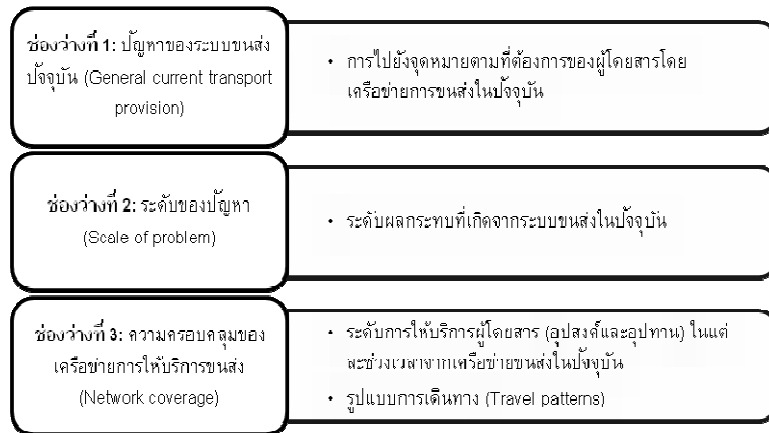 ช่องว่างที่ 1: ปัญหาของระบบขนส่ง
ปัจจุบัน (General current transport
provision)
• การไปยังจุดหมายตามที่ต้องการของผู้โดยสารโดย
เครือข่ายการขนส่งในปัจจุบัน
ช่องว่างที่ 2: ระดับของปัญหา
(Scale of problem)
• ระดับผลกระทบที่เกิดจากระบบขนส่งในปัจจุบัน
ช่องว่างที่ 3: ความครอบคลุมของ
เครือข่ายการให้บริการขนส่ง
(Network coverage)
• ระดับการให้บริการผู้โดยสาร (อุปสงค์และอุปทาน) ในแต่
ละช่วงเวลาจากเครือข่ายขนส่งในปัจจุบัน
• รูปแบบการเดินทาง (Travel patterns)